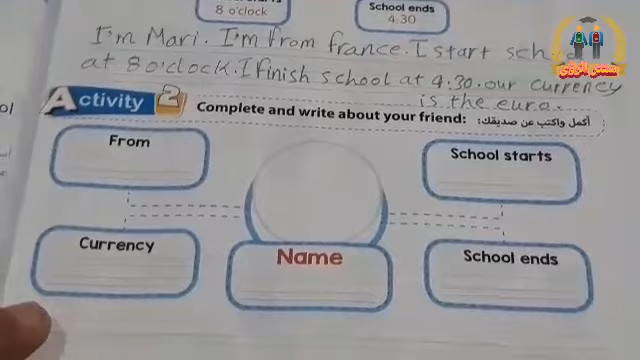 8 o'clock
School ends
4:30
I'm Mari. I'm from france. I start school
at 8 o'clock. I finish school at 4.30. our currency
is the euro.
Activity 2
Complete and write about your friend: أكمل واكتب عن صديقك:
From
School starts
Currency
Name
School ends